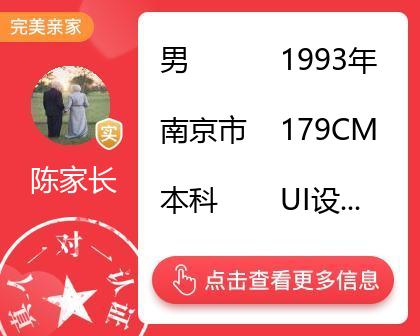 完美亲家
男 1993年
实
南京市 179CM
陈家长
本科 UI设...
一对一
真人认证
点击查看更多信息